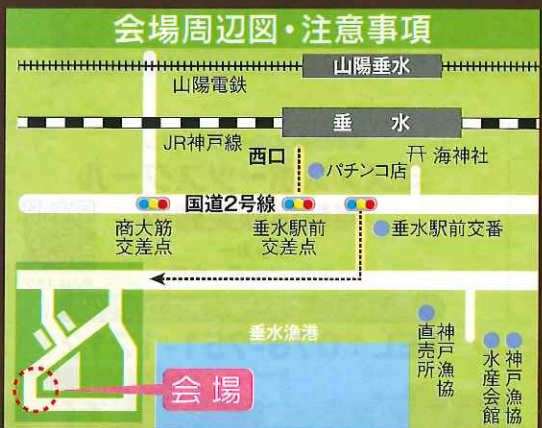 会場周辺図・注意事項
山陽垂水
山陽電鉄
垂水
JR神戸線
西口
パチンコ店
海神社
国道2号線
商大筋
交差点
垂水駅前
交差点
垂水駅前交番
垂水漁港
神戸漁協
直売所
神戸漁協
水産会館
会場